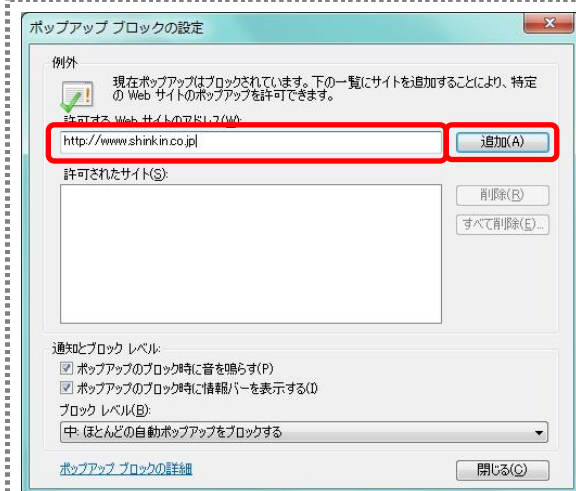 ポップアップ ブロックの設定
例外
現在ポップアップはブロックされています。下の一覧にサイトを追加することにより、特定
の Web サイトのポップアップを許可できます。
許可する Web サイトのアドレス(W):
http://www.shinkin.co.jp
追加(A)
許可されたサイト(S):
削除(R)
すべて削除(E)...
通知とブロック レベル:
ポップアップのブロック時に音を鳴らす(P)
ポップアップのブロック時に情報バーを表示する(I)
ブロック レベル(B):
中: ほとんどの自動ポップアップをブロックする
ポップアップ ブロックの詳細
閉じる(C)